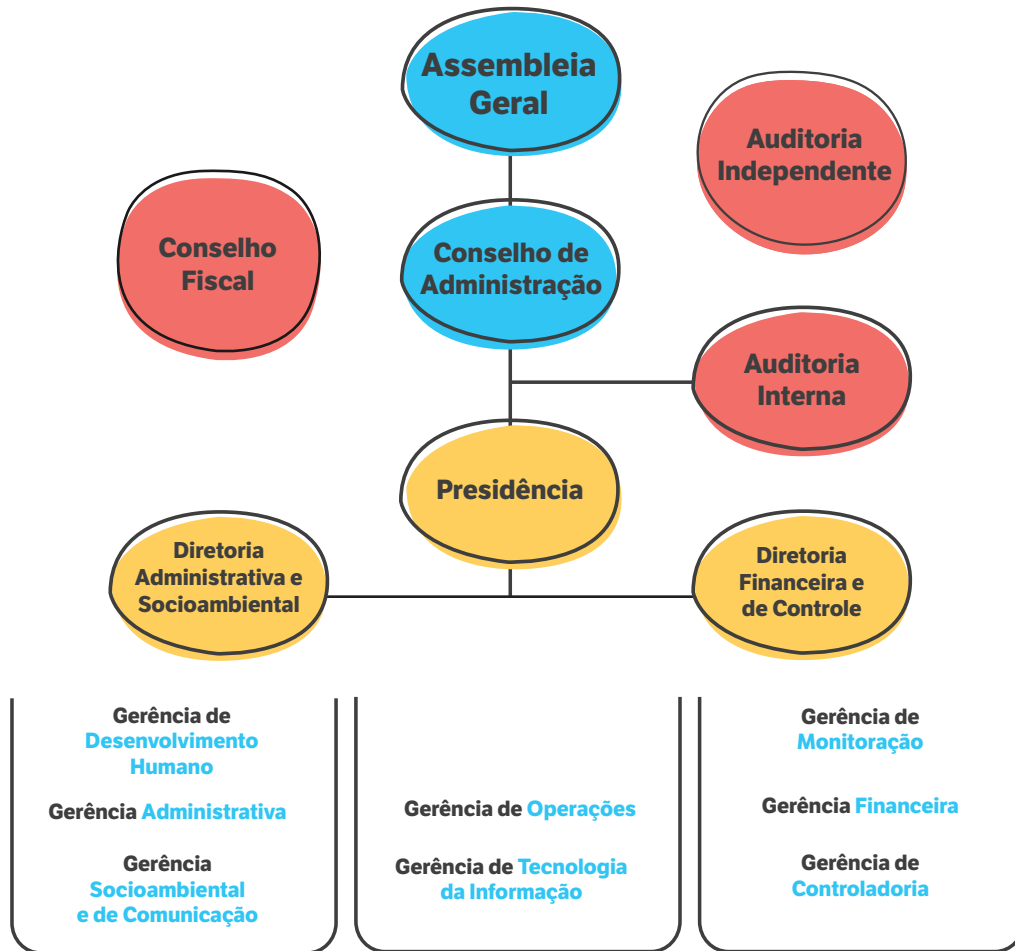 Assembleia
Geral
Auditoria
Independente
Conselho
Fiscal
Conselho de
Administração
Auditoria
Interna
Presidência
Diretoria
Administrativa e
Socioambiental
Diretoria
Financeira e
de Controle
Gerência de
Desenvolvimento
Humano
Gerência Administrativa
Gerência
Socioambiental
e de Comunicação
Gerência de Operações
Gerência de Tecnologia
da Informação
Gerência de
Monitoração
Gerência Financeira
Gerência de
Controladoria